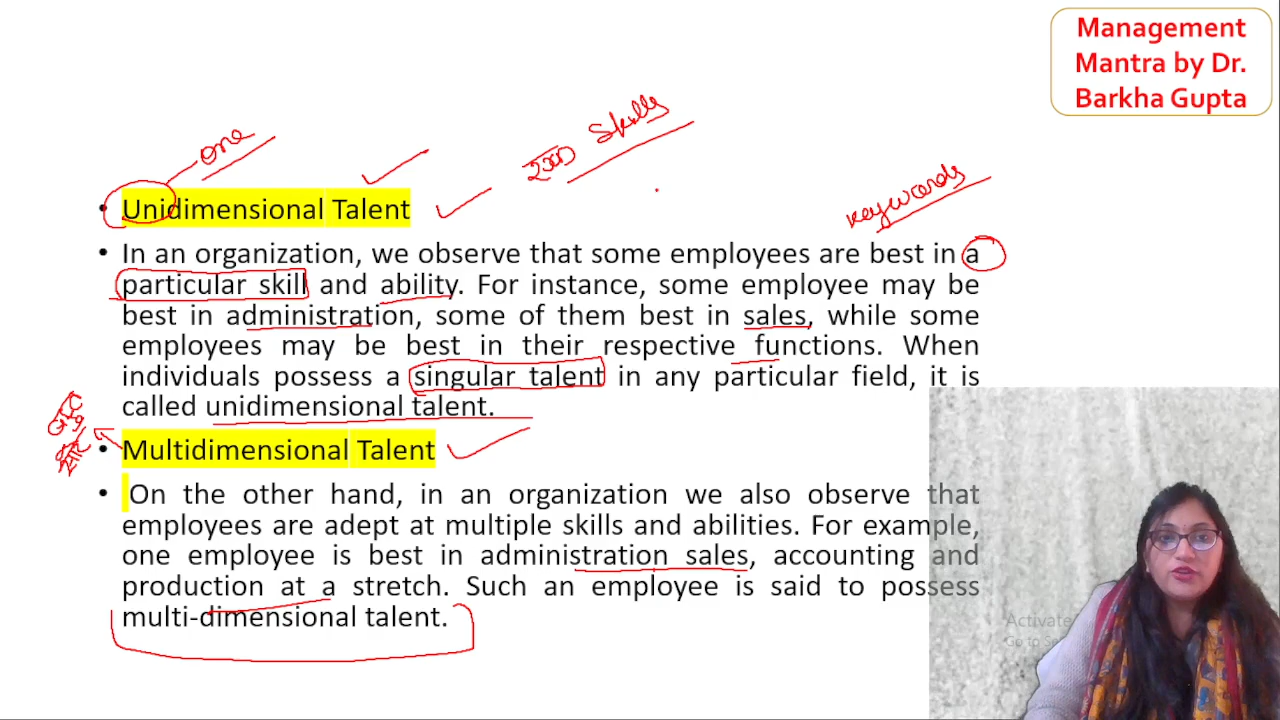 Management
Mantra by Dr.
Barkha Gupta
one
Skills
keywords
• Unidimensional Talent
• In an organization, we observe that some employees are best in a
particular skill and ability. For instance, some employee may be
best in administration, some of them best in sales, while some
employees may be best in their respective functions. When
individuals possess a singular talent in any particular field, it is
called unidimensional talent.
• Multidimensional Talent
• On the other hand, in an organization we also observe that
employees are adept at multiple skills and abilities. For example,
one employee is best in administration sales, accounting and
production at a stretch. Such an employee is said to possess
multi-dimensional talent.
Activate
Go to Se